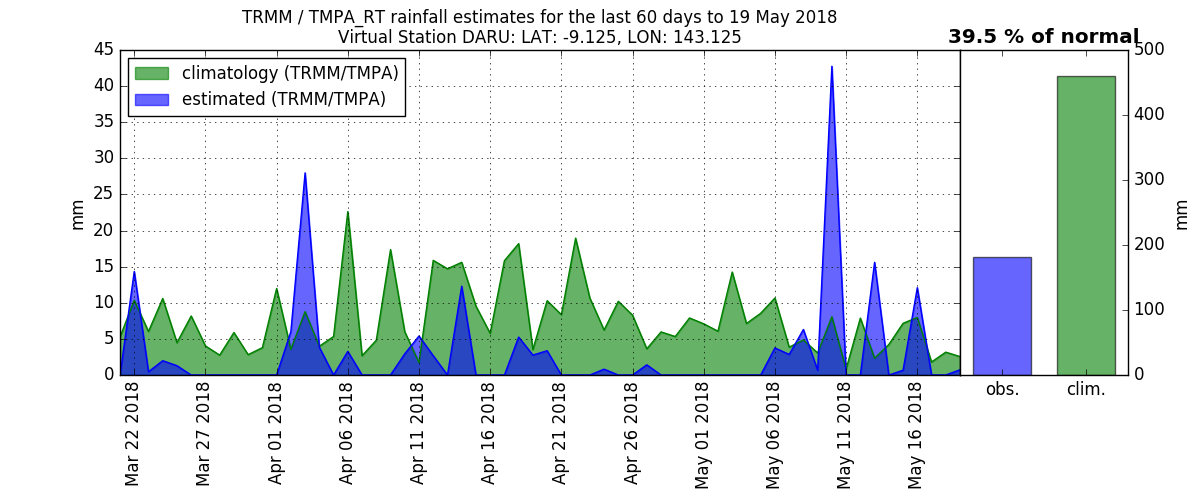 TRMM / TMPA_RT rainfall estimates for the last 60 days to 19 May 2018
Virtual Station DARU: LAT: -9.125, LON: 143.125
39.5 % of normal
climatology (TRMM/TMPA)
estimated (TRMM/TMPA)
mm
45
40
35
30
25
20
15
10
5
0
Mar 22 2018
Mar 27 2018
Apr 01 2018
Apr 06 2018
Apr 11 2018
Apr 16 2018
Apr 21 2018
Apr 26 2018
May 01 2018
May 06 2018
May 11 2018
May 16 2018
obs.
clim.
500
400
300
200
100
0
mm